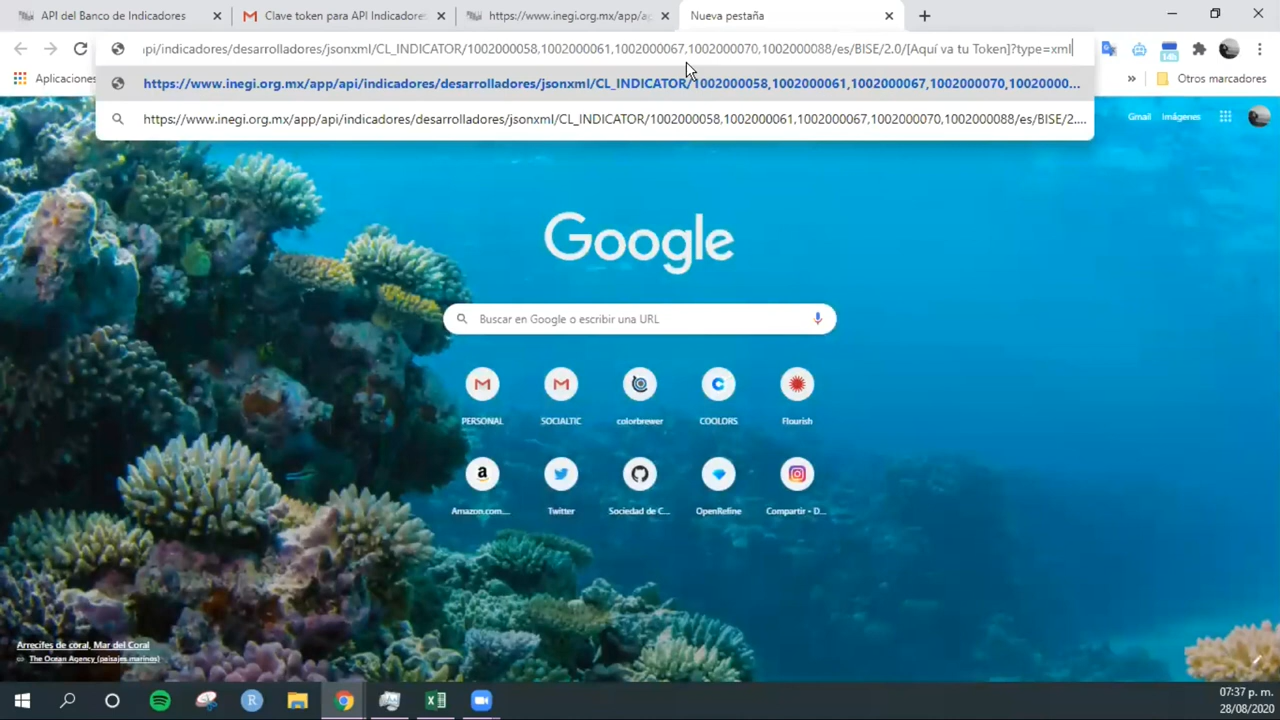 API del Banco de Indicadores
Clave token para API Indicadore
https://www.inegi.org.mx/app/a
Nueva pestaña
api/indicadores/desarrolladores/jsonxml/CL_INDICATOR/1002000058,1002000061,1002000067,1002000070,1002000088/es/BISE/2.0/[Aquí va tu Token]?type=xml
Aplicaciones
https://www.inegi.org.mx/app/api/indicadores/desarrolladores/jsonxml/CL_INDICATOR/1002000058,1002000061,1002000067,1002000070,10020000...
Otros marcadores
https://www.inegi.org.mx/app/api/indicadores/desarrolladores/jsonxml/CL_INDICATOR/1002000058,1002000061,1002000067,1002000070,1002000088/es/BISE/2....
Gmail Imágenes
Google
Buscar en Google o escribir una URL
PERSONAL SOCIALTIC colorbrewer COOLORS Flourish
Amazon.com... Twitter Sociedad de C... OpenRefine Compartir - D...
Arrecifes de coral, Mar del Coral
The Ocean Agency (paisajes marinos)
07:37 p. m.
28/08/2020